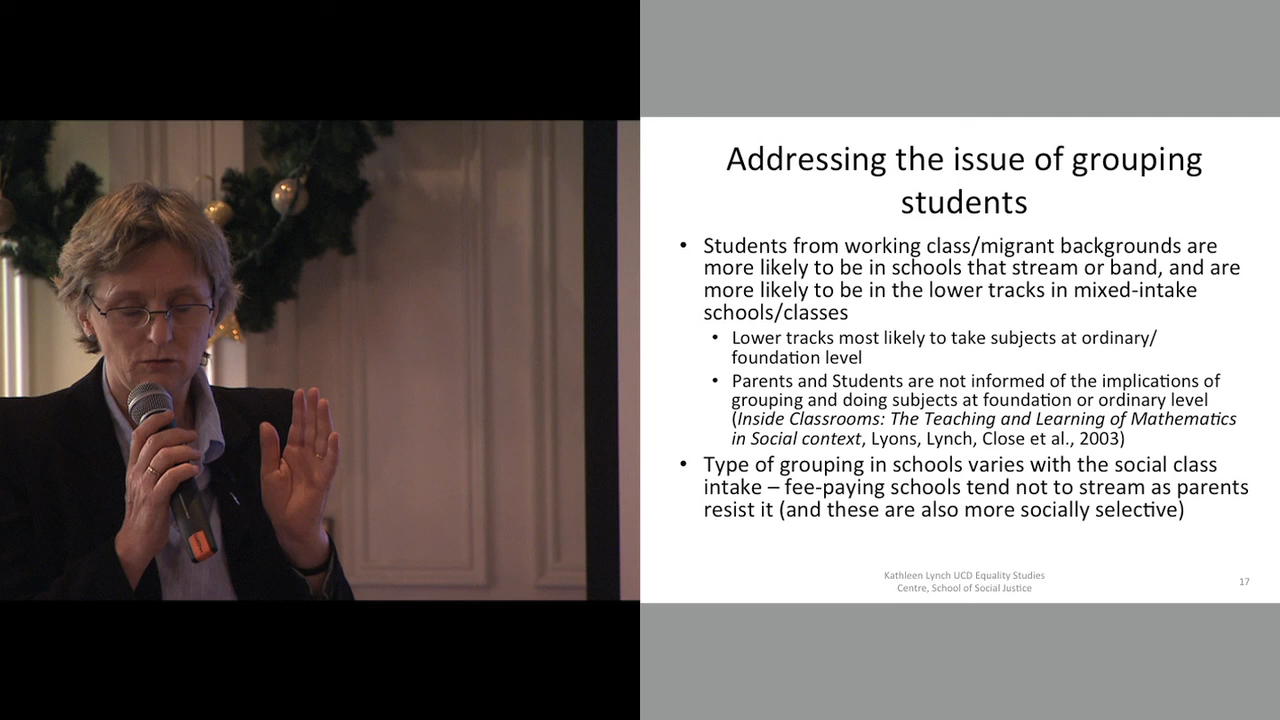 Addressing the issue of grouping
students
• Students from working class/migrant backgrounds are
more likely to be in schools that stream or band, and are
more likely to be in the lower tracks in mixed-intake
schools/classes
• Lower tracks most likely to take subjects at ordinary/
foundation level
• Parents and Students are not informed of the implications of
grouping and doing subjects at foundation or ordinary level
(Inside Classrooms: The Teaching and Learning of Mathematics
in Social context, Lyons, Lynch, Close et al., 2003)
• Type of grouping in schools varies with the social class
intake – fee-paying schools tend not to stream as parents
resist it (and these are also more socially selective)
Kathleen Lynch UCD Equality Studies
Centre, School of Social Justice
17